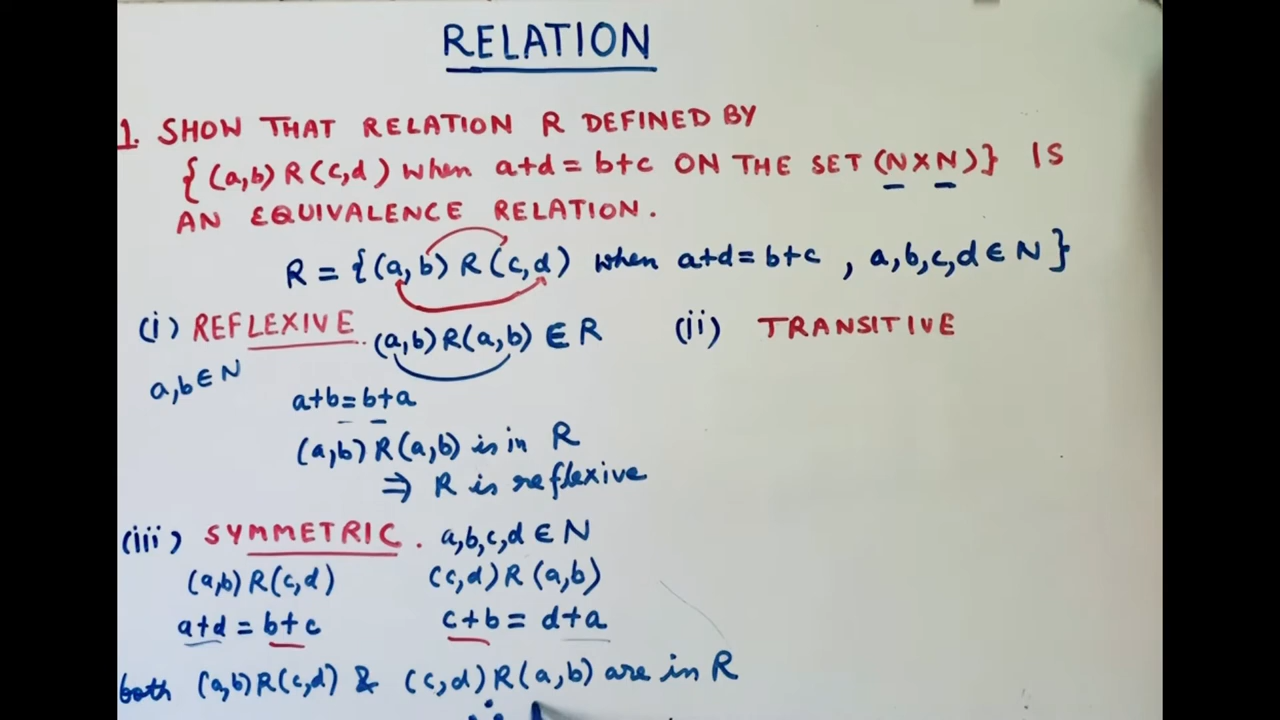 RELATION
1. SHOW THAT RELATION R DEFINED BY
{(a,b) R (c,d) when a+d = b+c ON THE SET (N×N)} IS
AN EQUIVALENCE RELATION.
R = {(a,b) R (c,d) when a+d = b+c , a,b,c,d ∈ N}
(i) REFLEXIVE. (a,b) R (a,b) ∈ R
a,b ∈ N
a+b = b+a
(a,b) R (a,b) is in R
⇒ R is reflexive
(ii) TRANSITIVE
(iii) SYMMETRIC. a,b,c,d ∈ N
(a,b) R (c,d) (c,d) R (a,b)
a+d = b+c c+b = d+a
both (a,b) R (c,d) & (c,d) R (a,b) are in R
∴